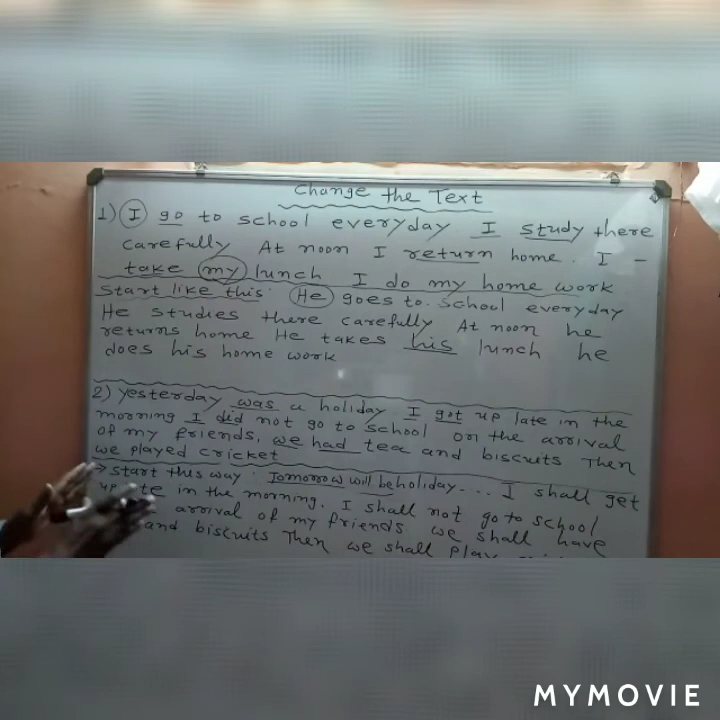 Change the Text
1) I go to school everyday I study there
carefully At noon I return home. I -
take my lunch I do my home work
Start like this: He goes to school everyday
He studies there carefully At noon he
returns home He takes his lunch he
does his home work
2) Yesterday was a holiday I got up late in the
morning I did not go to school on the arrival
of my friends, we had tea and biscuits Then
we played cricket
→ Start this way: Tomorrow will be holiday... I shall get
in the morning. I shall not go to school
arrival of my friends we shall have
and biscuits Then we shall play
MYMOVIE